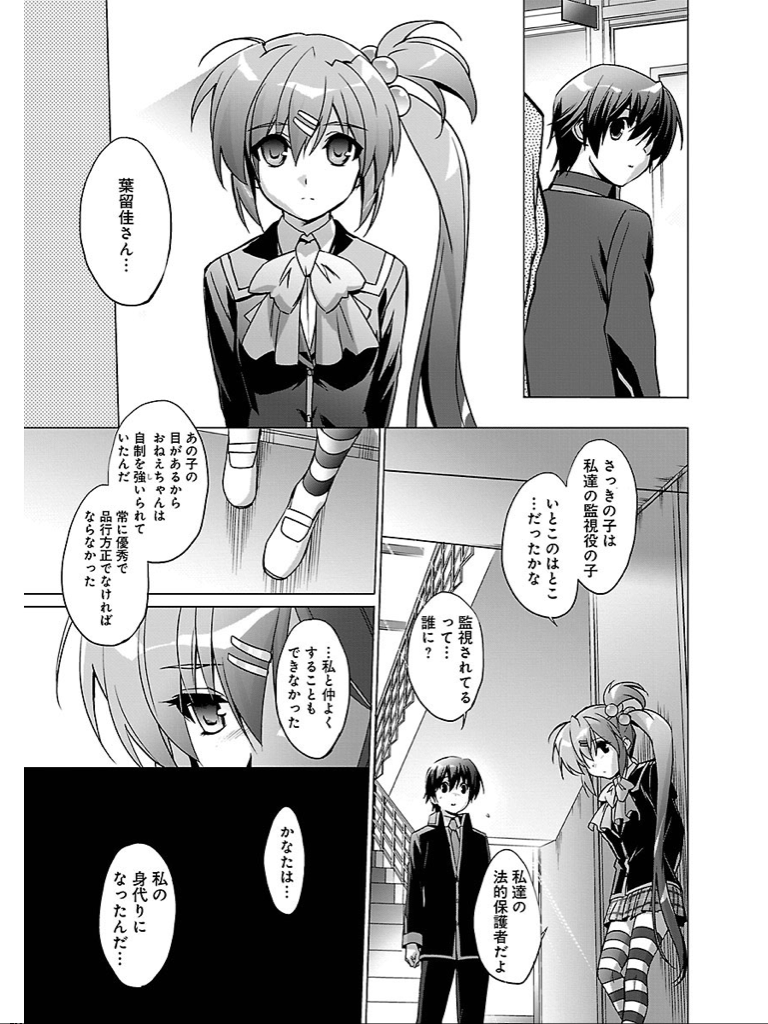 葉留佳さん…
さっきの子は
私達の監視役の子
いとこのはとこ
…だったかな
監視されてる
って…
誰に?
私達の
法的保護者だよ
あの子の
目があるから
おねえちゃんは
自制を強いられて
いたんだ
常に優秀で
品行方正でなければ
ならなかった
…私と仲よく
することも
できなかった
かなたは…
私の
身代りに
なったんだ…